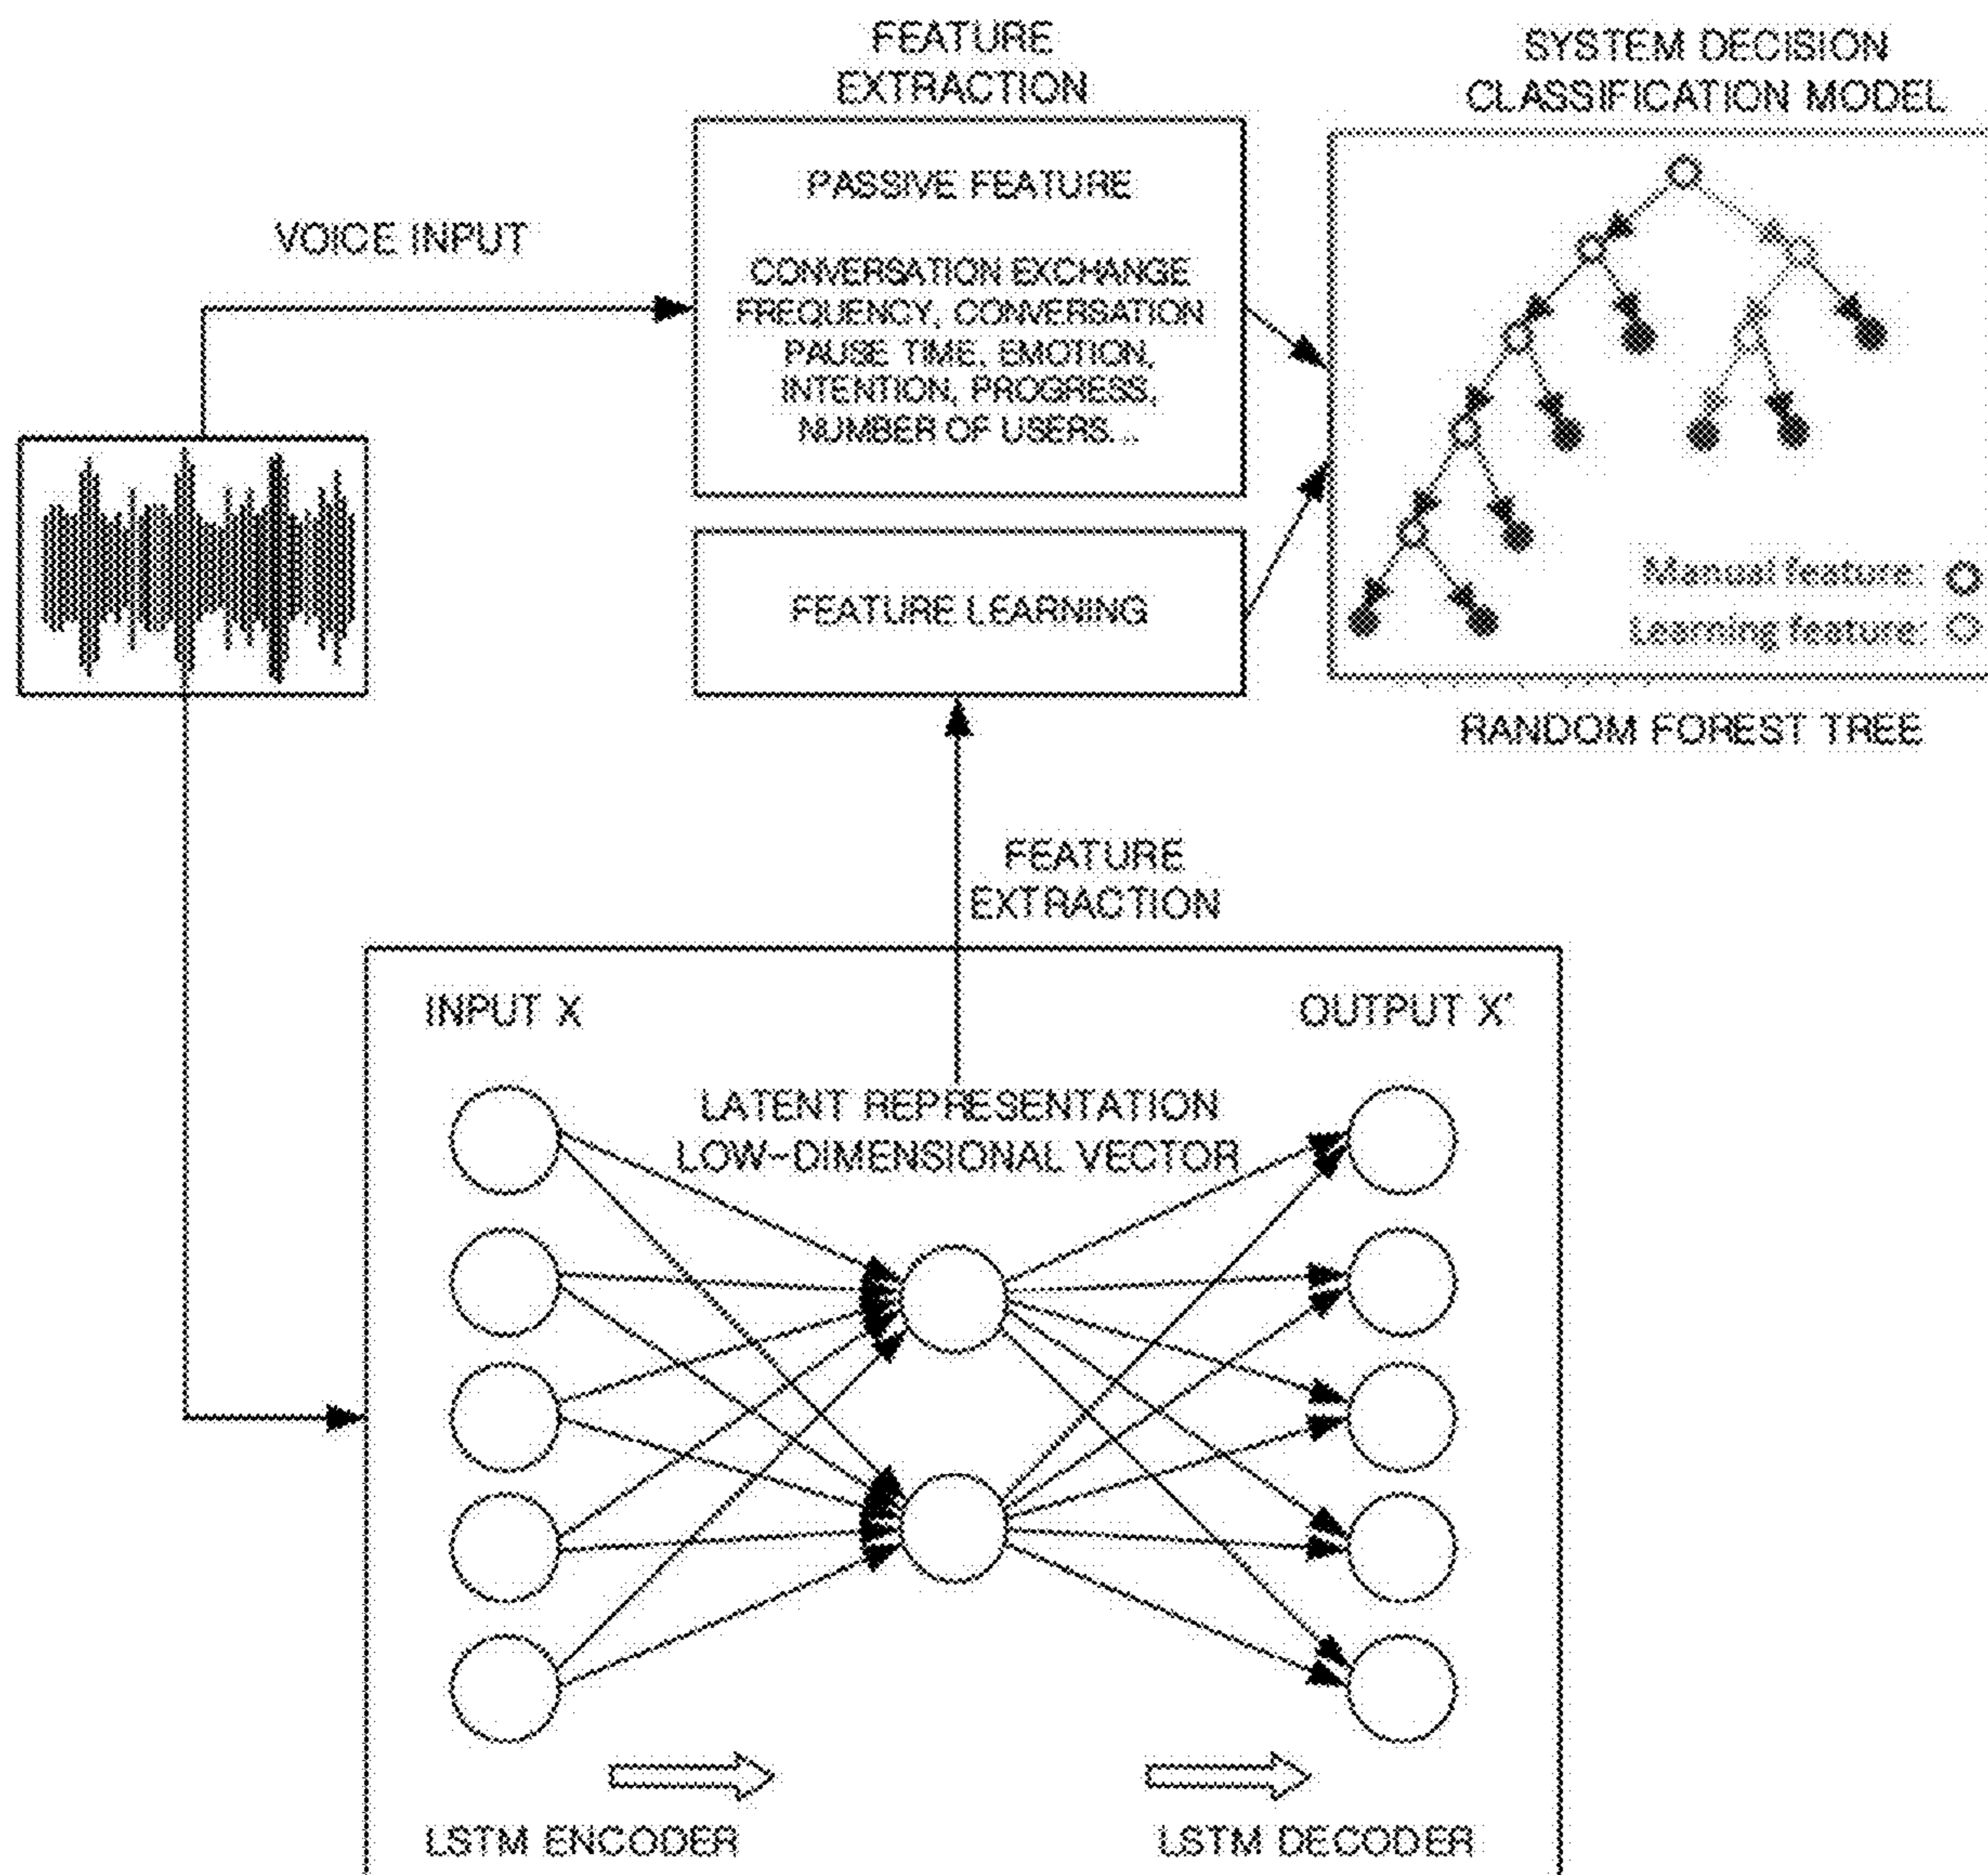 FEATURE
EXTRACTION
SYSTEM DECISION
CLASSIFICATION MODEL
VOICE INPUT
PASSIVE FEATURE
CONVERSATION EXCHANGE
FREQUENCY, CONVERSATION
PAUSE TIME, EMOTION,
INTENTION, PROGRESS,
NUMBER OF USERS...
FEATURE LEARNING
Manual feature:
Learning feature:
RANDOM FOREST TREE
FEATURE
EXTRACTION
INPUT X
OUTPUT X'
LATENT REPRESENTATION
LOW-DIMENSIONAL VECTOR
LSTM ENCODER
LSTM DECODER